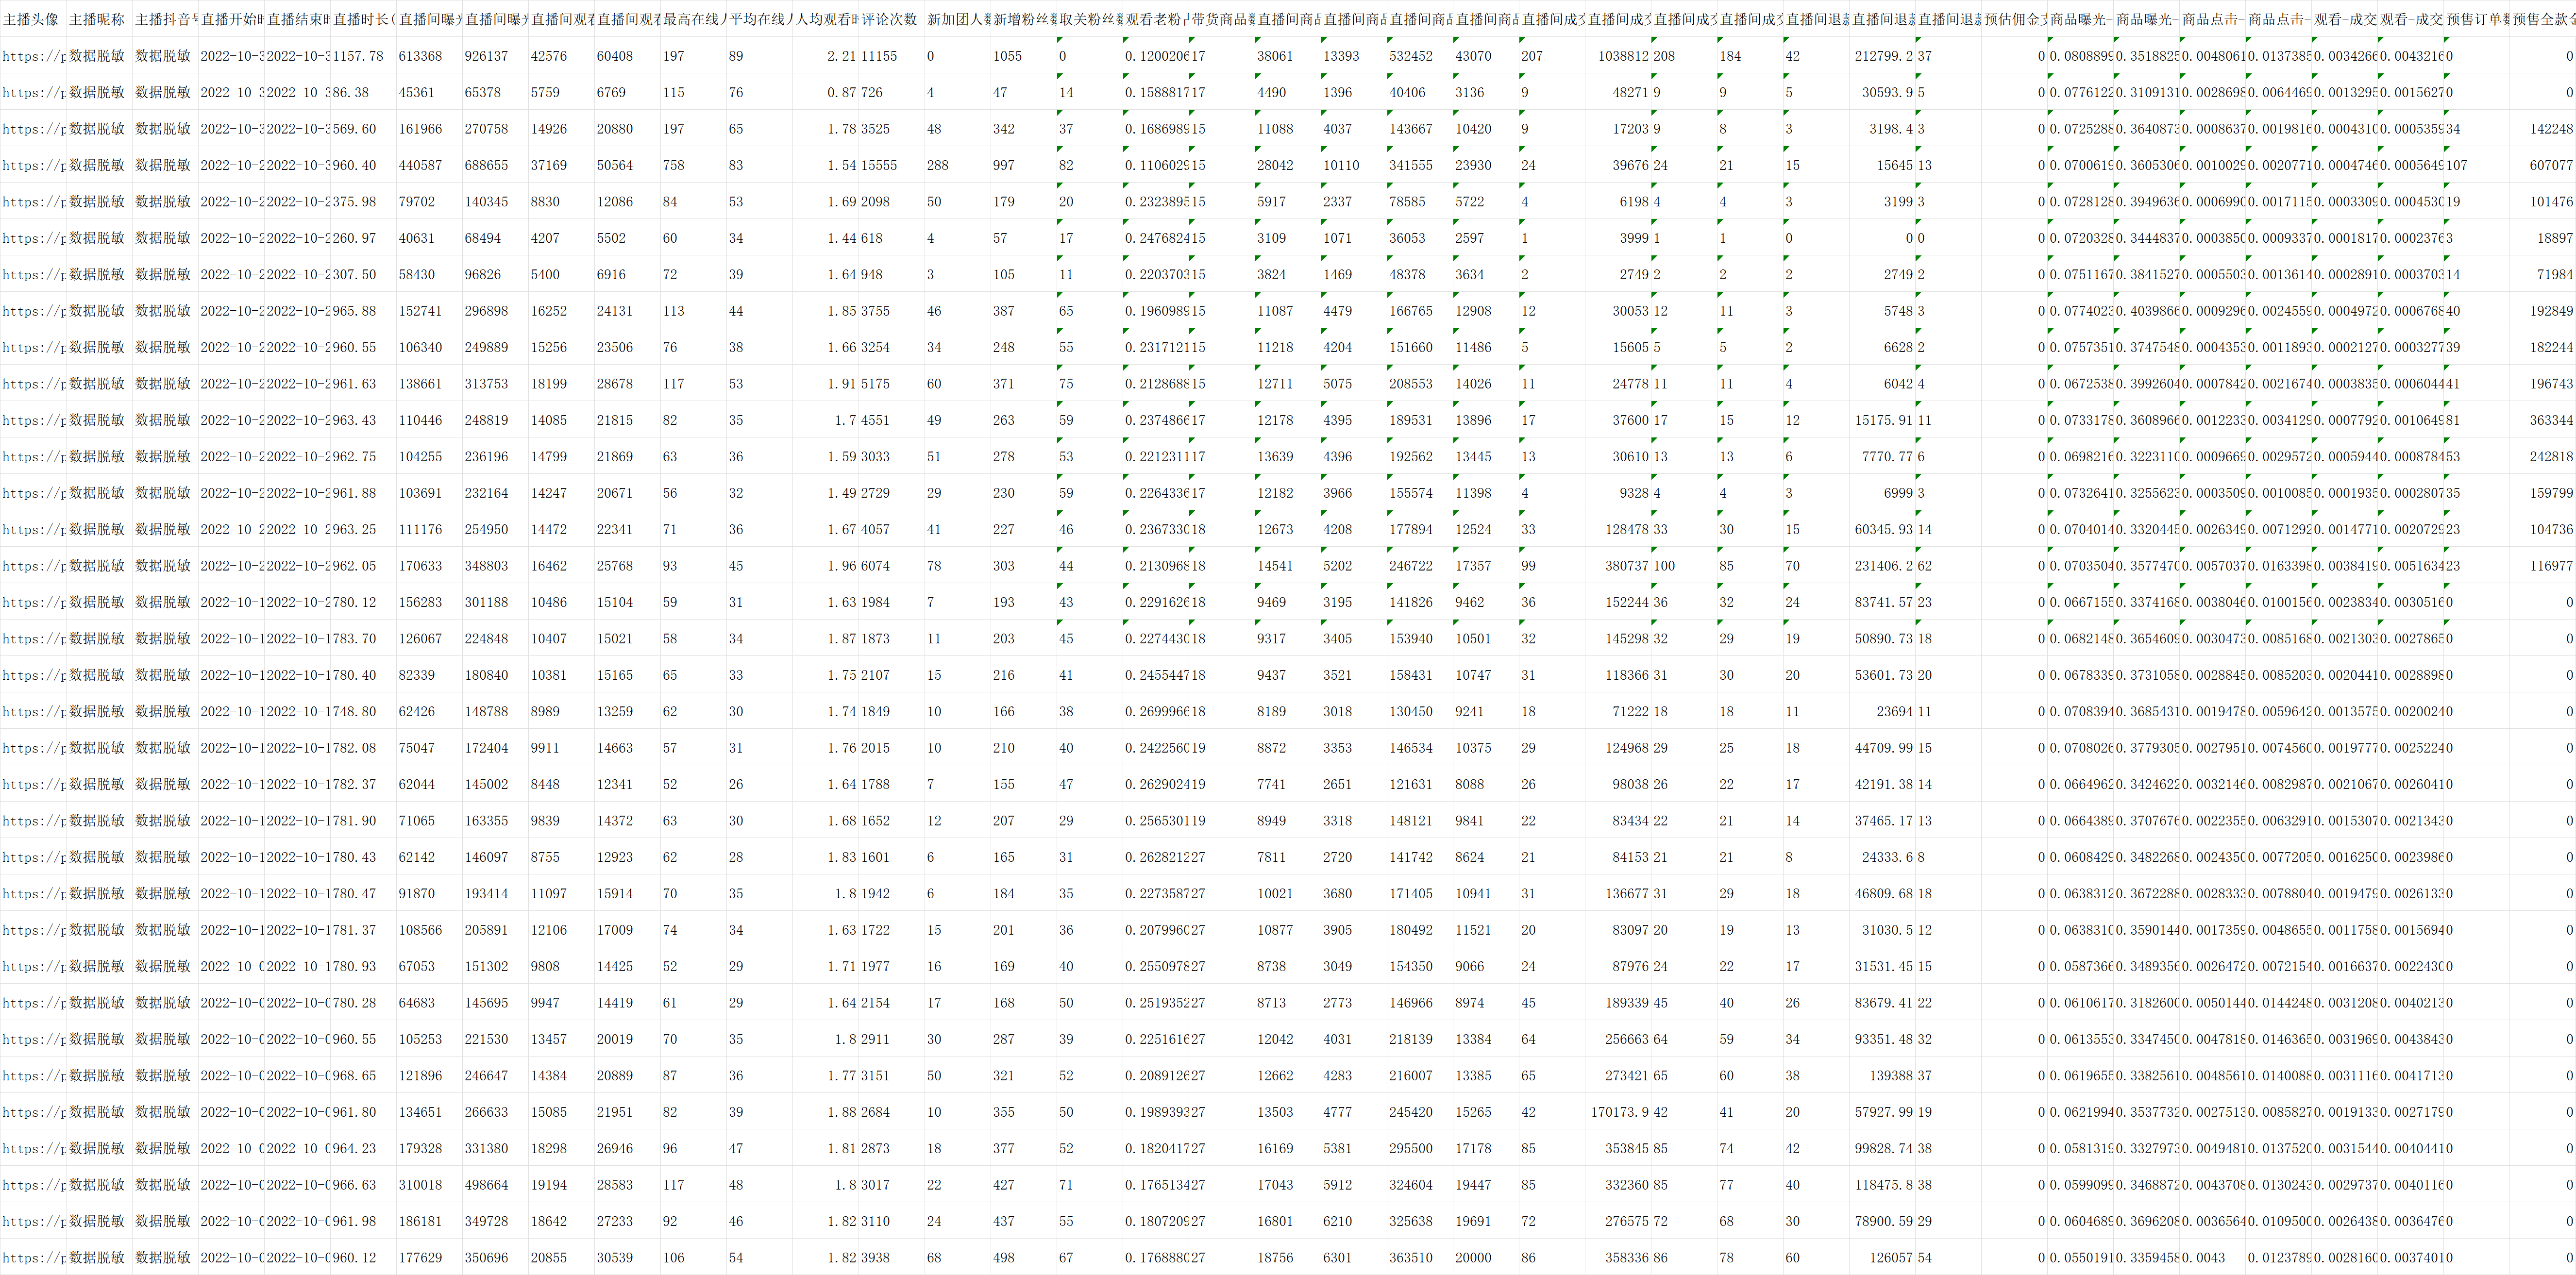 主播头像 主播昵称 主播抖音号 直播开始时 直播结束时 直播时长( 直播间曝光 直播间曝光 直播间观看 直播间观看 最高在线人 平均在线人 人均观看时 评论次数 新加团人数 新增粉丝数 取关粉丝数 观看老粉占 带货商品数 直播间商品 直播间商品 直播间商品 直播间商品 直播间成交 直播间成交 直播间成交 直播间成交 直播间退款 直播间退款 直播间退款 预估佣金支 商品曝光- 商品曝光- 商品点击- 商品点击- 观看-成交 观看-成交 预售订单数 预售全款金
https://p 数据脱敏 数据脱敏 2022-10-3 2022-10-3 1157.78 613368 926137 42576 60408 197 89 2.21 11155 0 1055 0 0.1200206 17 38061 13393 532452 43070 207 1038812 208 184 42 212799.2 37 0 0.0808899 0.3518825 0.0048061 0.0137385 0.0034266 0.0043216 0 0
https://p 数据脱敏 数据脱敏 2022-10-3 2022-10-3 86.38 45361 65378 5759 6769 115 76 0.87 726 4 47 14 0.1588817 17 4490 1396 40406 3136 9 48271 9 9 5 30593.9 5 0 0.0776122 0.3109131 0.0028698 0.0064469 0.0013295 0.0015627 0 0
https://p 数据脱敏 数据脱敏 2022-10-3 2022-10-3 569.60 161966 270758 14926 20880 197 65 1.78 3525 48 342 37 0.1686989 15 11088 4037 143667 10420 9 17203 9 8 3 3198.4 3 0 0.0725288 0.3640873 0.0008637 0.0019816 0.0004310 0.0005359 34 142248
https://p 数据脱敏 数据脱敏 2022-10-2 2022-10-3 960.40 440587 688655 37169 50564 758 83 1.54 15555 288 997 82 0.1106029 15 28042 10110 341555 23930 24 39676 24 21 15 15645 13 0 0.0700619 0.3605306 0.0010029 0.0020771 0.0004746 0.0005649 107 607077
https://p 数据脱敏 数据脱敏 2022-10-2 2022-10-2 375.98 79702 140345 8830 12086 84 53 1.69 2098 50 179 20 0.2323895 15 5917 2337 78585 5722 4 6198 4 4 3 3199 3 0 0.0728128 0.3949636 0.0006990 0.0017115 0.0003309 0.0004530 19 101476
https://p 数据脱敏 数据脱敏 2022-10-2 2022-10-2 260.97 40631 68494 4207 5502 60 34 1.44 618 4 57 17 0.2476824 15 3109 1071 36053 2597 1 3999 1 1 0 0 0 0 0.0720328 0.3444837 0.0003850 0.0009337 0.0001817 0.0002376 3 18897
https://p 数据脱敏 数据脱敏 2022-10-2 2022-10-2 307.50 58430 96826 5400 6916 72 39 1.64 948 3 105 11 0.2203703 15 3824 1469 48378 3634 2 2749 2 2 2 2749 2 0 0.0751167 0.3841527 0.0005503 0.0013614 0.0002891 0.0003703 14 71984
https://p 数据脱敏 数据脱敏 2022-10-2 2022-10-2 965.88 152741 296898 16252 24131 113 44 1.85 3755 46 387 65 0.1960989 15 11087 4479 166765 12908 12 30053 12 11 3 5748 3 0 0.0774023 0.4039866 0.0009296 0.0024559 0.0004972 0.0006768 40 192849
https://p 数据脱敏 数据脱敏 2022-10-2 2022-10-2 960.55 106340 249889 15256 23506 76 38 1.66 3254 34 248 55 0.2317121 15 11218 4204 151660 11486 5 15605 5 5 2 6628 2 0 0.0757351 0.3747548 0.0004353 0.0011893 0.0002127 0.0003277 39 182244
https://p 数据脱敏 数据脱敏 2022-10-2 2022-10-2 961.63 138661 313753 18199 28678 117 53 1.91 5175 60 371 75 0.2128688 15 12711 5075 208553 14026 11 24778 11 11 4 6042 4 0 0.0672538 0.3992604 0.0007842 0.0021674 0.0003835 0.0006044 41 196743
https://p 数据脱敏 数据脱敏 2022-10-2 2022-10-2 963.43 110446 248819 14085 21815 82 35 1.7 4551 49 263 59 0.2374866 17 12178 4395 189531 13896 17 37600 17 15 12 15175.91 11 0 0.0733178 0.3608966 0.0012233 0.0034129 0.0007792 0.0010649 81 363344
https://p 数据脱敏 数据脱敏 2022-10-2 2022-10-2 962.75 104255 236196 14799 21869 63 36 1.59 3033 51 278 53 0.2212311 17 13639 4396 192562 13445 13 30610 13 13 6 7770.77 6 0 0.0698216 0.3223110 0.0009669 0.0029572 0.0005944 0.0008784 53 242818
https://p 数据脱敏 数据脱敏 2022-10-2 2022-10-2 961.88 103691 232164 14247 20671 56 32 1.49 2729 29 230 59 0.2264336 17 12182 3966 155574 11398 4 9328 4 4 3 6999 3 0 0.0732641 0.3255623 0.0003509 0.0010085 0.0001935 0.0002807 35 159799
https://p 数据脱敏 数据脱敏 2022-10-2 2022-10-2 963.25 111176 254950 14472 22341 71 36 1.67 4057 41 227 46 0.2367330 18 12673 4208 177894 12524 33 128478 33 30 15 60345.93 14 0 0.0704014 0.3320445 0.0026349 0.0071292 0.0014771 0.0020729 23 104736
https://p 数据脱敏 数据脱敏 2022-10-2 2022-10-2 962.05 170633 348803 16462 25768 93 45 1.96 6074 78 303 44 0.2130968 18 14541 5202 246722 17357 99 380737 100 85 70 231406.2 62 0 0.0703504 0.3577470 0.0057037 0.0163398 0.0038419 0.0051634 23 116977
https://p 数据脱敏 数据脱敏 2022-10-1 2022-10-2 780.12 156283 301188 10486 15104 59 31 1.63 1984 7 193 43 0.2291626 18 9469 3195 141826 9462 36 152244 36 32 24 83741.57 23 0 0.0667155 0.3374168 0.0038046 0.0100156 0.0023834 0.0030516 0 0
https://p 数据脱敏 数据脱敏 2022-10-1 2022-10-1 783.70 126067 224848 10407 15021 58 34 1.87 1873 11 203 45 0.2274430 18 9317 3405 153940 10501 32 145298 32 29 19 50890.73 18 0 0.0682148 0.3654609 0.0030473 0.0085168 0.0021303 0.0027865 0 0
https://p 数据脱敏 数据脱敏 2022-10-1 2022-10-1 780.40 82339 180840 10381 15165 65 33 1.75 2107 15 216 41 0.2455447 18 9437 3521 158431 10747 31 118366 31 30 20 53601.73 20 0 0.0678339 0.3731058 0.0028845 0.0085203 0.0020441 0.0028898 0 0
https://p 数据脱敏 数据脱敏 2022-10-1 2022-10-1 748.80 62426 148788 8989 13259 62 30 1.74 1849 10 166 38 0.2699966 18 8189 3018 130450 9241 18 71222 18 18 11 23694 11 0 0.0708394 0.3685431 0.0019478 0.0059642 0.0013575 0.0020024 0 0
https://p 数据脱敏 数据脱敏 2022-10-1 2022-10-1 782.08 75047 172404 9911 14663 57 31 1.76 2015 10 210 40 0.2422560 19 8872 3353 146534 10375 29 124968 29 25 18 44709.99 15 0 0.0708026 0.3779305 0.0027951 0.0074560 0.0019777 0.0025224 0 0
https://p 数据脱敏 数据脱敏 2022-10-1 2022-10-1 782.37 62044 145002 8448 12341 52 26 1.64 1788 7 155 47 0.2629024 19 7741 2651 121631 8088 26 98038 26 22 17 42191.38 14 0 0.0664962 0.3424622 0.0032146 0.0082987 0.0021067 0.0026041 0 0
https://p 数据脱敏 数据脱敏 2022-10-1 2022-10-1 781.90 71065 163355 9839 14372 63 30 1.68 1652 12 207 29 0.2565301 19 8949 3318 148121 9841 22 83434 22 21 14 37465.17 13 0 0.0664389 0.3707676 0.0022355 0.0063291 0.0015307 0.0021343 0 0
https://p 数据脱敏 数据脱敏 2022-10-1 2022-10-1 780.43 62142 146097 8755 12923 62 28 1.83 1601 6 165 31 0.2628212 27 7811 2720 141742 8624 21 84153 21 21 8 24333.6 8 0 0.0608429 0.3482268 0.0024350 0.0077205 0.0016250 0.0023986 0 0
https://p 数据脱敏 数据脱敏 2022-10-1 2022-10-1 780.47 91870 193414 11097 15914 70 35 1.8 1942 6 184 35 0.2273587 27 10021 3680 171405 10941 31 136677 31 29 18 46809.68 18 0 0.0638312 0.3672288 0.0028333 0.0078804 0.0019479 0.0026133 0 0
https://p 数据脱敏 数据脱敏 2022-10-1 2022-10-1 781.37 108566 205891 12106 17009 74 34 1.63 1722 15 201 36 0.2079960 27 10877 3905 180492 11521 20 83097 20 19 13 31030.5 12 0 0.0638310 0.3590144 0.0017359 0.0048655 0.0011758 0.0015694 0 0
https://p 数据脱敏 数据脱敏 2022-10-0 2022-10-1 780.93 67053 151302 9808 14425 52 29 1.71 1977 16 169 40 0.2550978 27 8738 3049 154350 9066 24 87976 24 22 17 31531.45 15 0 0.0587366 0.3489356 0.0026472 0.0072154 0.0016637 0.0022430 0 0
https://p 数据脱敏 数据脱敏 2022-10-0 2022-10-0 780.28 64683 145695 9947 14419 61 29 1.64 2154 17 168 50 0.2519352 27 8713 2773 146966 8974 45 189339 45 40 26 83679.41 22 0 0.0610617 0.3182600 0.0050144 0.0144248 0.0031208 0.0040213 0 0
https://p 数据脱敏 数据脱敏 2022-10-0 2022-10-0 960.55 105253 221530 13457 20019 70 35 1.8 2911 30 287 39 0.2251616 27 12042 4031 218139 13384 64 256663 64 59 34 93351.48 32 0 0.0613553 0.3347450 0.0047818 0.0146365 0.0031969 0.0043843 0 0
https://p 数据脱敏 数据脱敏 2022-10-0 2022-10-0 968.65 121896 246647 14384 20889 87 36 1.77 3151 50 321 52 0.2089126 27 12662 4283 216007 13385 65 273421 65 60 38 139388 37 0 0.0619655 0.3382561 0.0048561 0.0140088 0.0031116 0.0041713 0 0
https://p 数据脱敏 数据脱敏 2022-10-0 2022-10-0 961.80 134651 266633 15085 21951 82 39 1.88 2684 10 355 50 0.1989393 27 13503 4777 245420 15265 42 170173.9 42 41 20 57927.99 19 0 0.0621994 0.3537732 0.0027513 0.0085827 0.0019133 0.0027179 0 0
https://p 数据脱敏 数据脱敏 2022-10-0 2022-10-0 964.23 179328 331380 18298 26946 96 47 1.81 2873 18 377 52 0.1820417 27 16169 5381 295500 17178 85 353845 85 74 42 99828.74 38 0 0.0581319 0.3327973 0.0049481 0.0137520 0.0031544 0.0040441 0 0
https://p 数据脱敏 数据脱敏 2022-10-0 2022-10-0 966.63 310018 498664 19194 28583 117 48 1.8 3017 22 427 71 0.1765134 27 17043 5912 324604 19447 85 332360 85 77 40 118475.8 38 0 0.0599099 0.3468872 0.0043708 0.0130243 0.0029737 0.0040116 0 0
https://p 数据脱敏 数据脱敏 2022-10-0 2022-10-0 961.98 186181 349728 18642 27233 92 46 1.82 3110 24 437 55 0.1807209 27 16801 6210 325638 19691 72 276575 72 68 30 78900.59 29 0 0.0604689 0.3696208 0.0036564 0.0109500 0.0026438 0.0036476 0 0
https://p 数据脱敏 数据脱敏 2022-10-0 2022-10-0 960.12 177629 350696 20855 30539 106 54 1.82 3938 68 498 67 0.1768880 27 18756 6301 363510 20000 86 358336 86 78 60 126057 54 0 0.0550191 0.3359458 0.0043 0.0123789 0.0028160 0.0037401 0 0